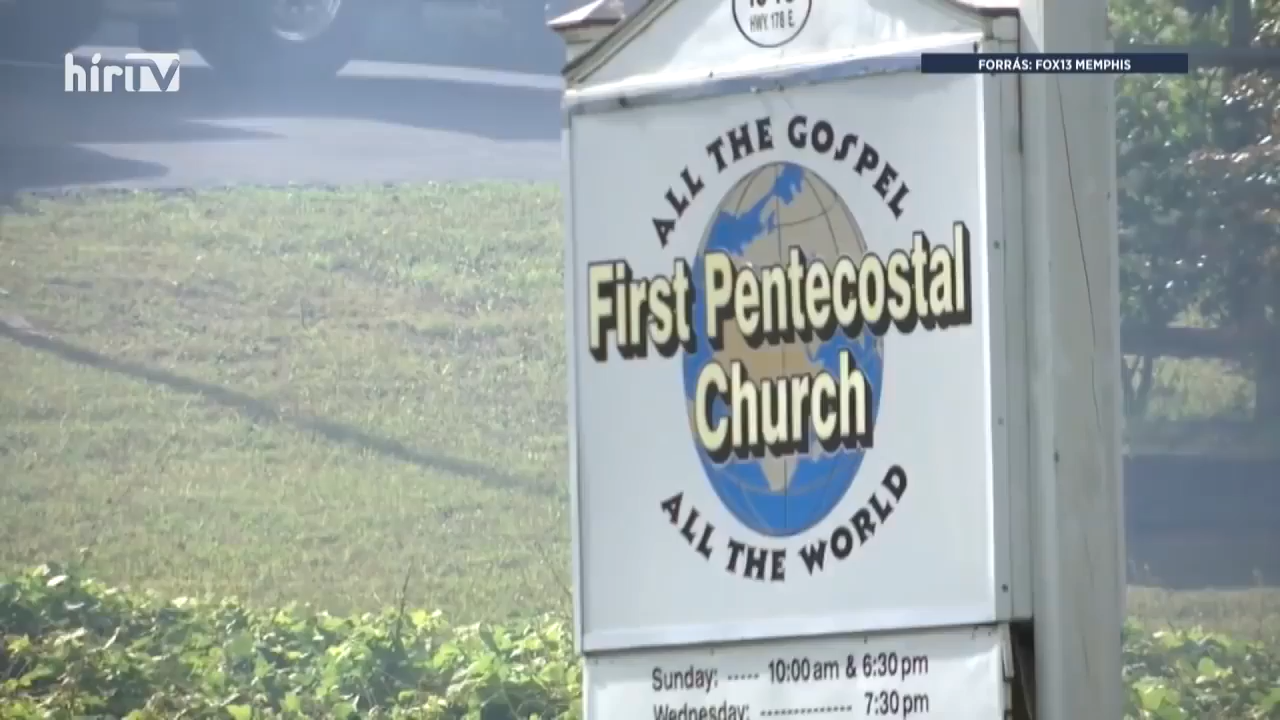 hírTV
FORRÁS: FOX13 MEMPHIS
HWY. 178 E.
ALL THE GOSPEL
First Pentecostal
Church
ALL THE WORLD
Sunday: ----- 10:00 am & 6:30 pm
Wednesday: -------------- 7:30 pm